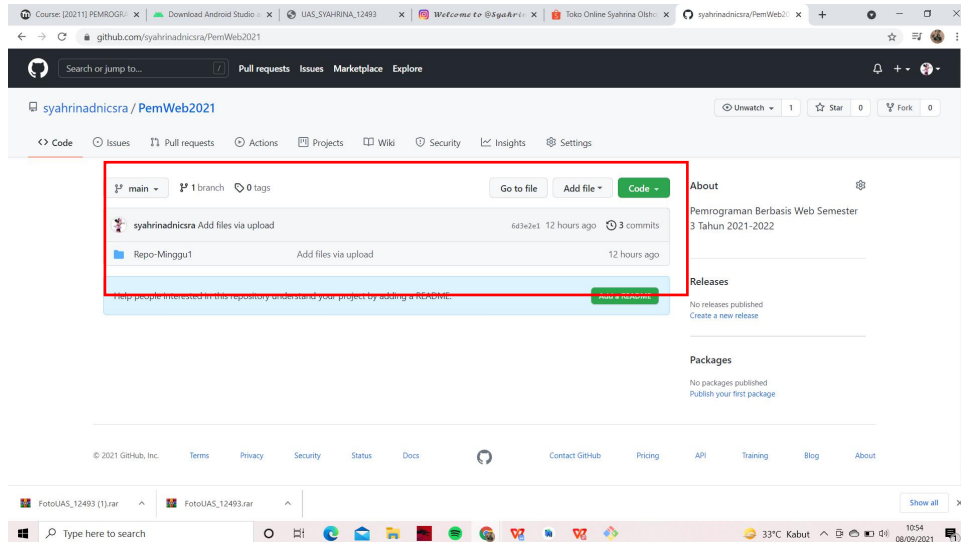 Course: [20211] PEMROGRA
Download Android Studio
UAS_SYAHRINA_12493
𝓦𝓮𝓵𝓬𝓸𝓶𝓮 𝓽𝓸 @𝓢𝔂𝓪𝓱𝓻𝓲
Toko Online Syahrina Olsho
syahrinadnicsra/PemWeb20
github.com/syahrinadnicsra/PemWeb2021
Search or jump to... /
Pull requests Issues Marketplace Explore
syahrinadnicsra / PemWeb2021
Unwatch 1 Star 0 Fork 0
Code Issues Pull requests Actions Projects Wiki Security Insights Settings
main 1 branch 0 tags Go to file Add file Code
syahrinadnicsra Add files via upload 6d3e2e1 12 hours ago 3 commits
Repo-Minggu1 Add files via upload 12 hours ago
Help people interested in this repository understand your project by adding a README. Add a README
About
Pemrograman Berbasis Web Semester
3 Tahun 2021-2022
Releases
No releases published
Create a new release
Packages
No packages published
Publish your first package
© 2021 GitHub, Inc. Terms Privacy Security Status Docs Contact GitHub Pricing API Training Blog About
FotoUAS_12493 (1).rar FotoUAS_12493.rar Show all
Type here to search 33°C Kabut 10:54
08/09/2021